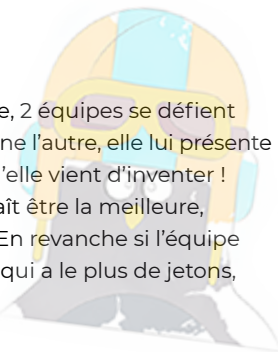 e, 2 équipes se défient
ne l’autre, elle lui présente
’elle vient d’inventer !
aît être la meilleure,
En revanche si l’équipe
qui a le plus de jetons,